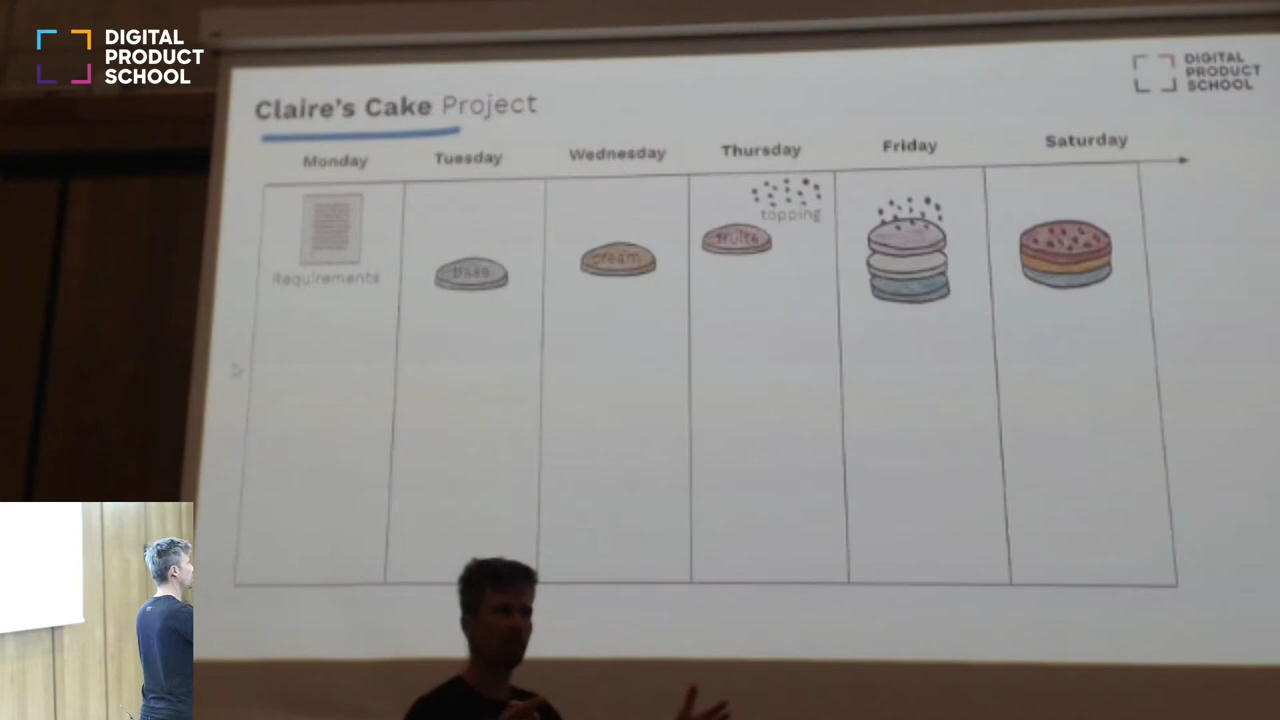 DIGITAL
PRODUCT
SCHOOL
DIGITAL
PRODUCT
SCHOOL
Claire's Cake Project
Monday
Tuesday
Wednesday
Thursday
Friday
Saturday
topping
fruits
cream
base
Requirements